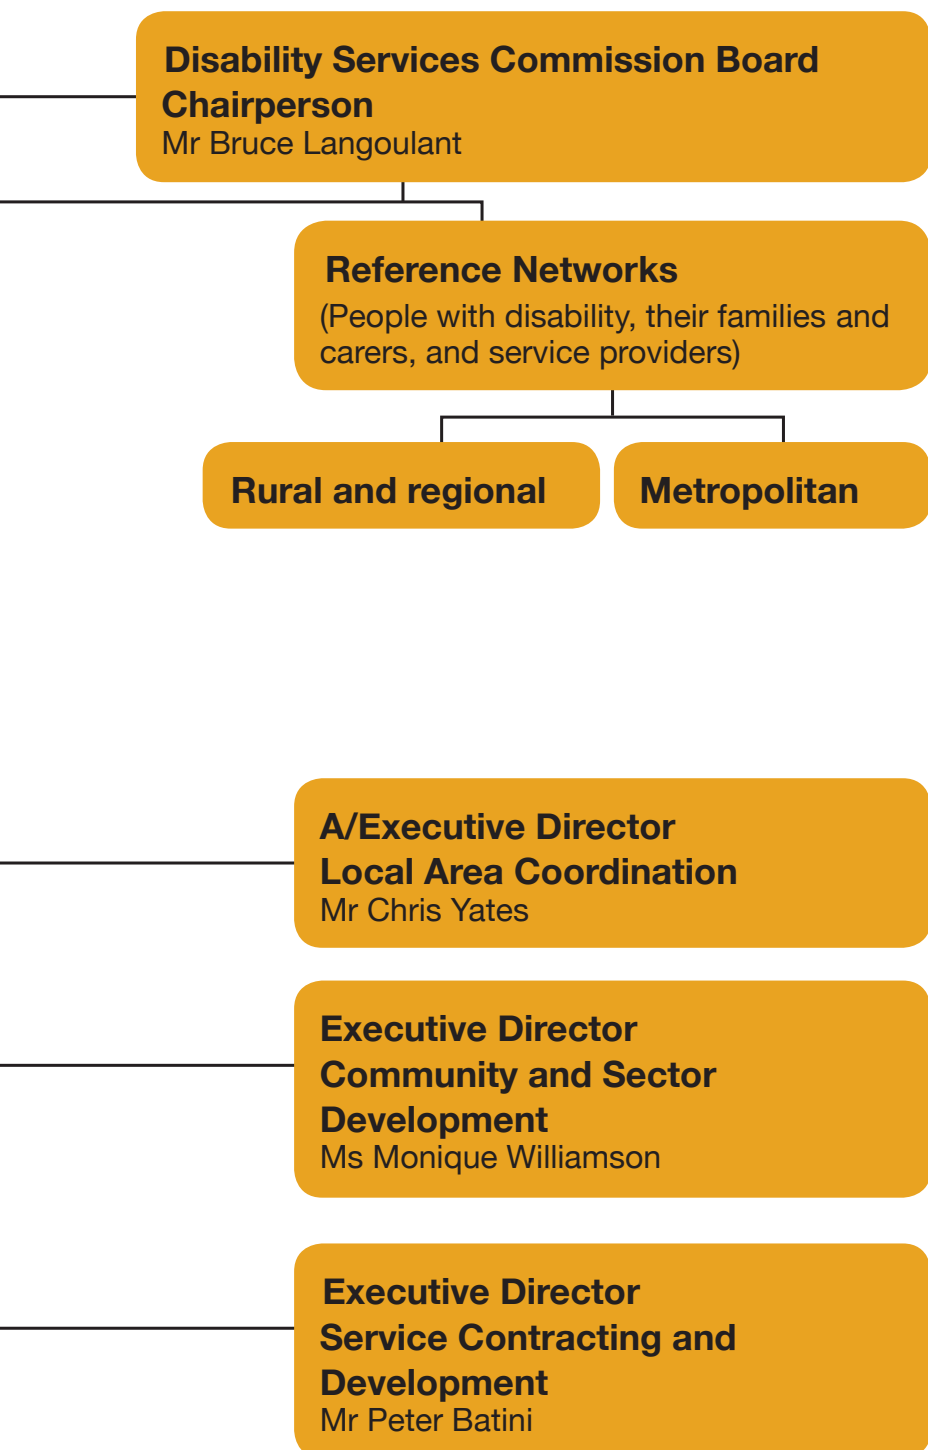 Disability Services Commission Board
Chairperson
Mr Bruce Langoulant
Reference Networks
(People with disability, their families and
carers, and service providers)
Rural and regional
Metropolitan
A/Executive Director
Local Area Coordination
Mr Chris Yates
Executive Director
Community and Sector
Development
Ms Monique Williamson
Executive Director
Service Contracting and
Development
Mr Peter Batini